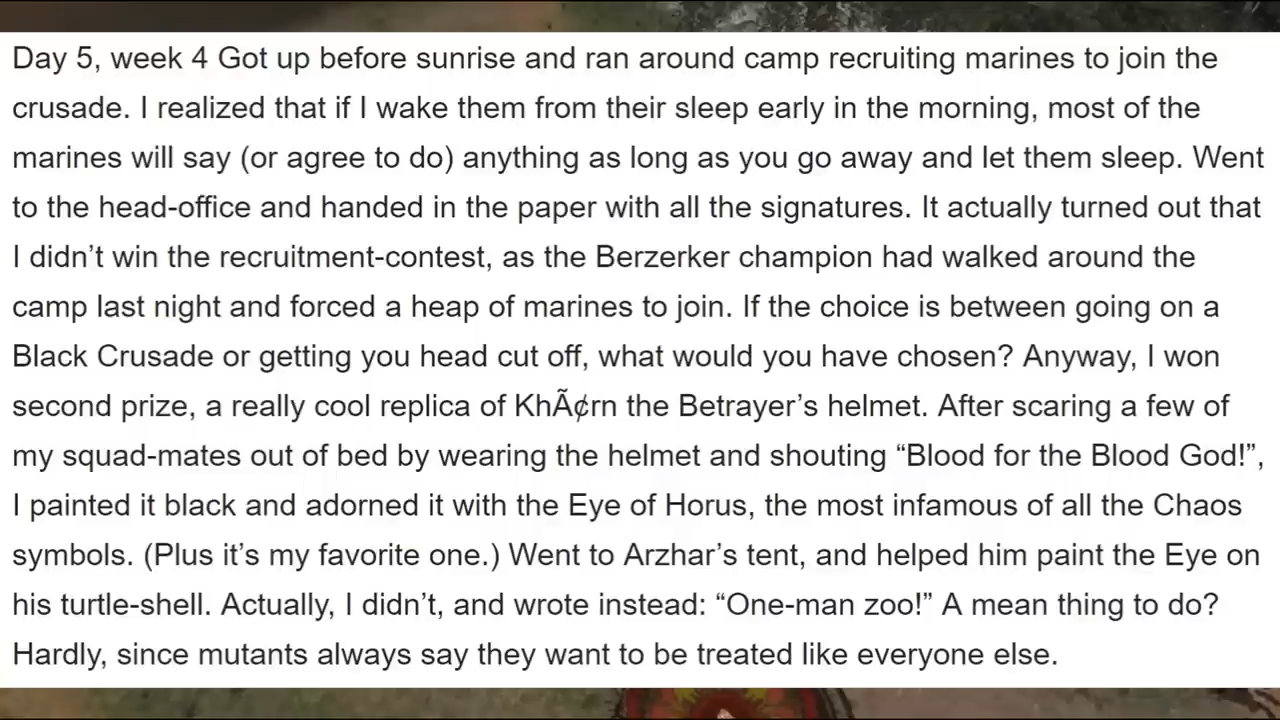 Day 5, week 4 Got up before sunrise and ran around camp recruiting marines to join the
crusade. I realized that if I wake them from their sleep early in the morning, most of the
marines will say (or agree to do) anything as long as you go away and let them sleep. Went
to the head-office and handed in the paper with all the signatures. It actually turned out that
I didn’t win the recruitment-contest, as the Berzerker champion had walked around the
camp last night and forced a heap of marines to join. If the choice is between going on a
Black Crusade or getting you head cut off, what would you have chosen? Anyway, I won
second prize, a really cool replica of KhÃ¢rn the Betrayer’s helmet. After scaring a few of
my squad-mates out of bed by wearing the helmet and shouting “Blood for the Blood God!”,
I painted it black and adorned it with the Eye of Horus, the most infamous of all the Chaos
symbols. (Plus it’s my favorite one.) Went to Arzhar’s tent, and helped him paint the Eye on
his turtle-shell. Actually, I didn’t, and wrote instead: “One-man zoo!” A mean thing to do?
Hardly, since mutants always say they want to be treated like everyone else.